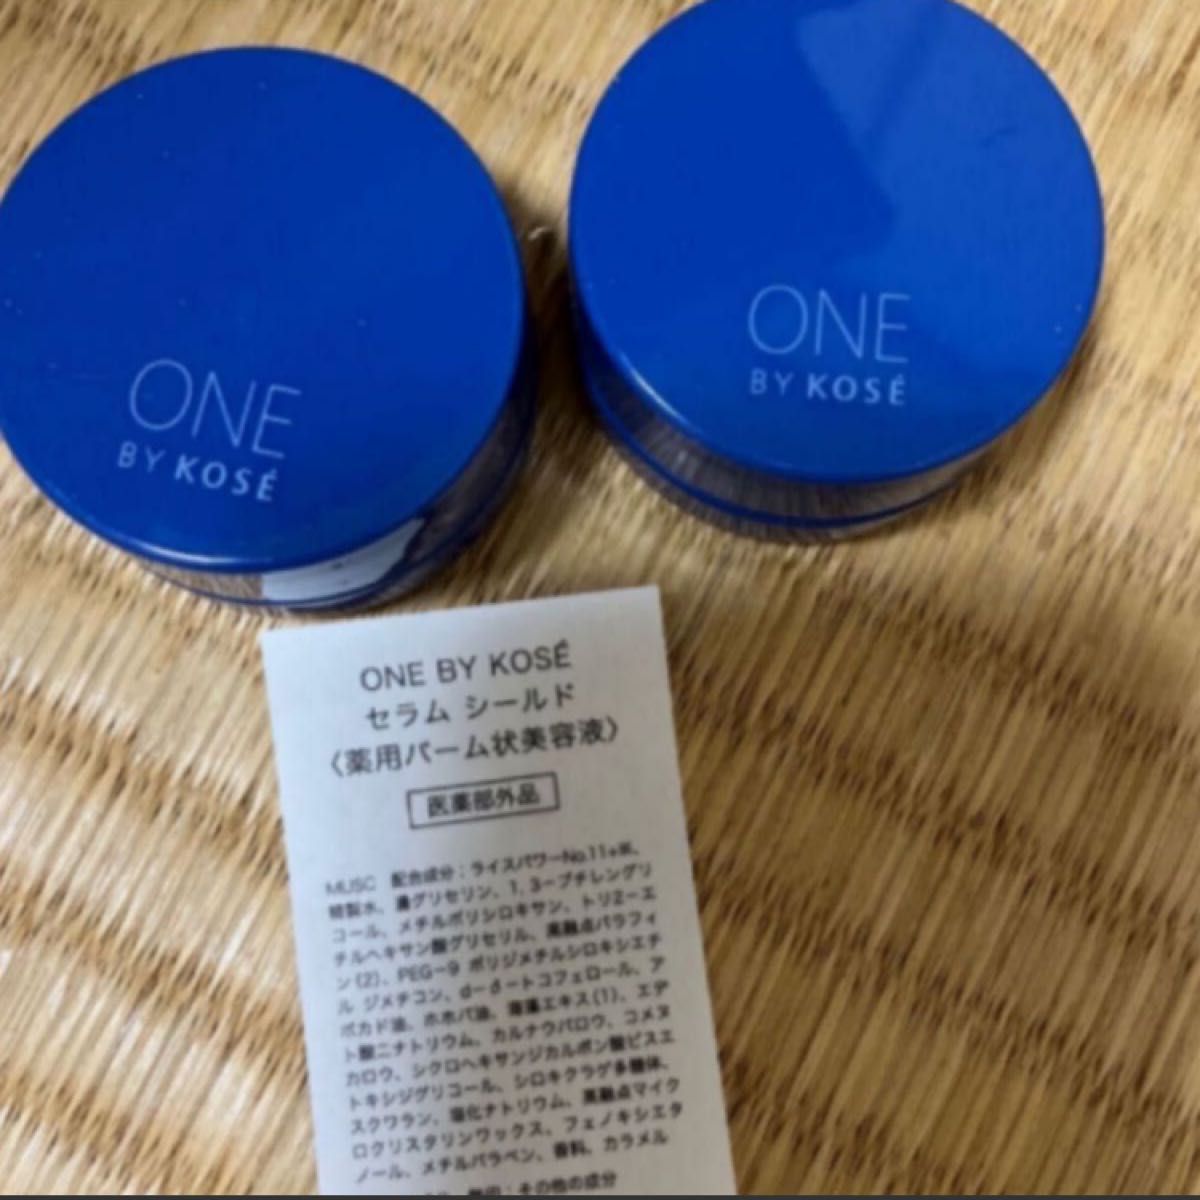 ONE
BY KOSÉ
ONE
BY KOSÉ
ONE BY KOSÉ
セラム シールド
〈薬用バーム状美容液〉
医薬部外品
MUSC 配合成分:ライスパワーNo.11+※、
精製水、濃グリセリン、1, 3-ブチレングリ
コール、メチルポリシロキサン、トリ2-エ
チルヘキサン酸グリセリル、高融点パラフィ
ン(2)、PEG-9 ポリジメチルシロキシエチ
ル ジメチコン、d-δ-トコフェロール、ア
ボカド油、ホホバ油、海藻エキス(1)、エデ
ト酸二ナトリウム、カルナウバロウ、コメヌ
カロウ、シクロヘキサンジカルボン酸ビスエ
トキシジグリコール、シロキクラゲ多糖体、
スクワラン、塩化ナトリウム、高融点マイク
ロクリスタリンワックス、フェノキシエタ
ノール、メチルパラベン、香料、カラメル
無印:その他の成分